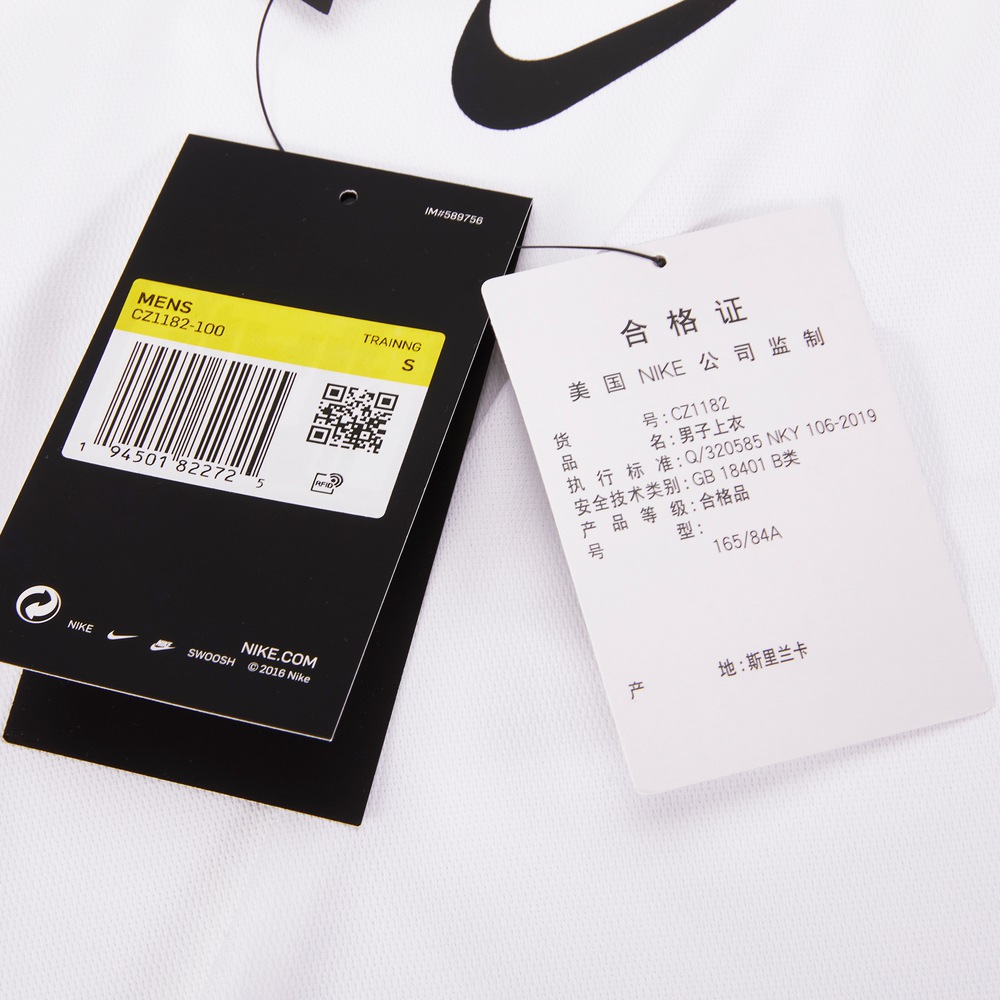 IM#589756
MENS
CZ1182-100
TRAINNG
S
1 94501 82272 5
RFID
NIKE
SWOOSH
NIKE.COM
© 2016 Nike
合格证
美国 NIKE 公司监制
货号:CZ1182
品名:男子上衣
执行标准:Q/320585 NKY 106-2019
安全技术类别:GB 18401 B类
产品等级:合格品
号型:
165/84A
产地:斯里兰卡